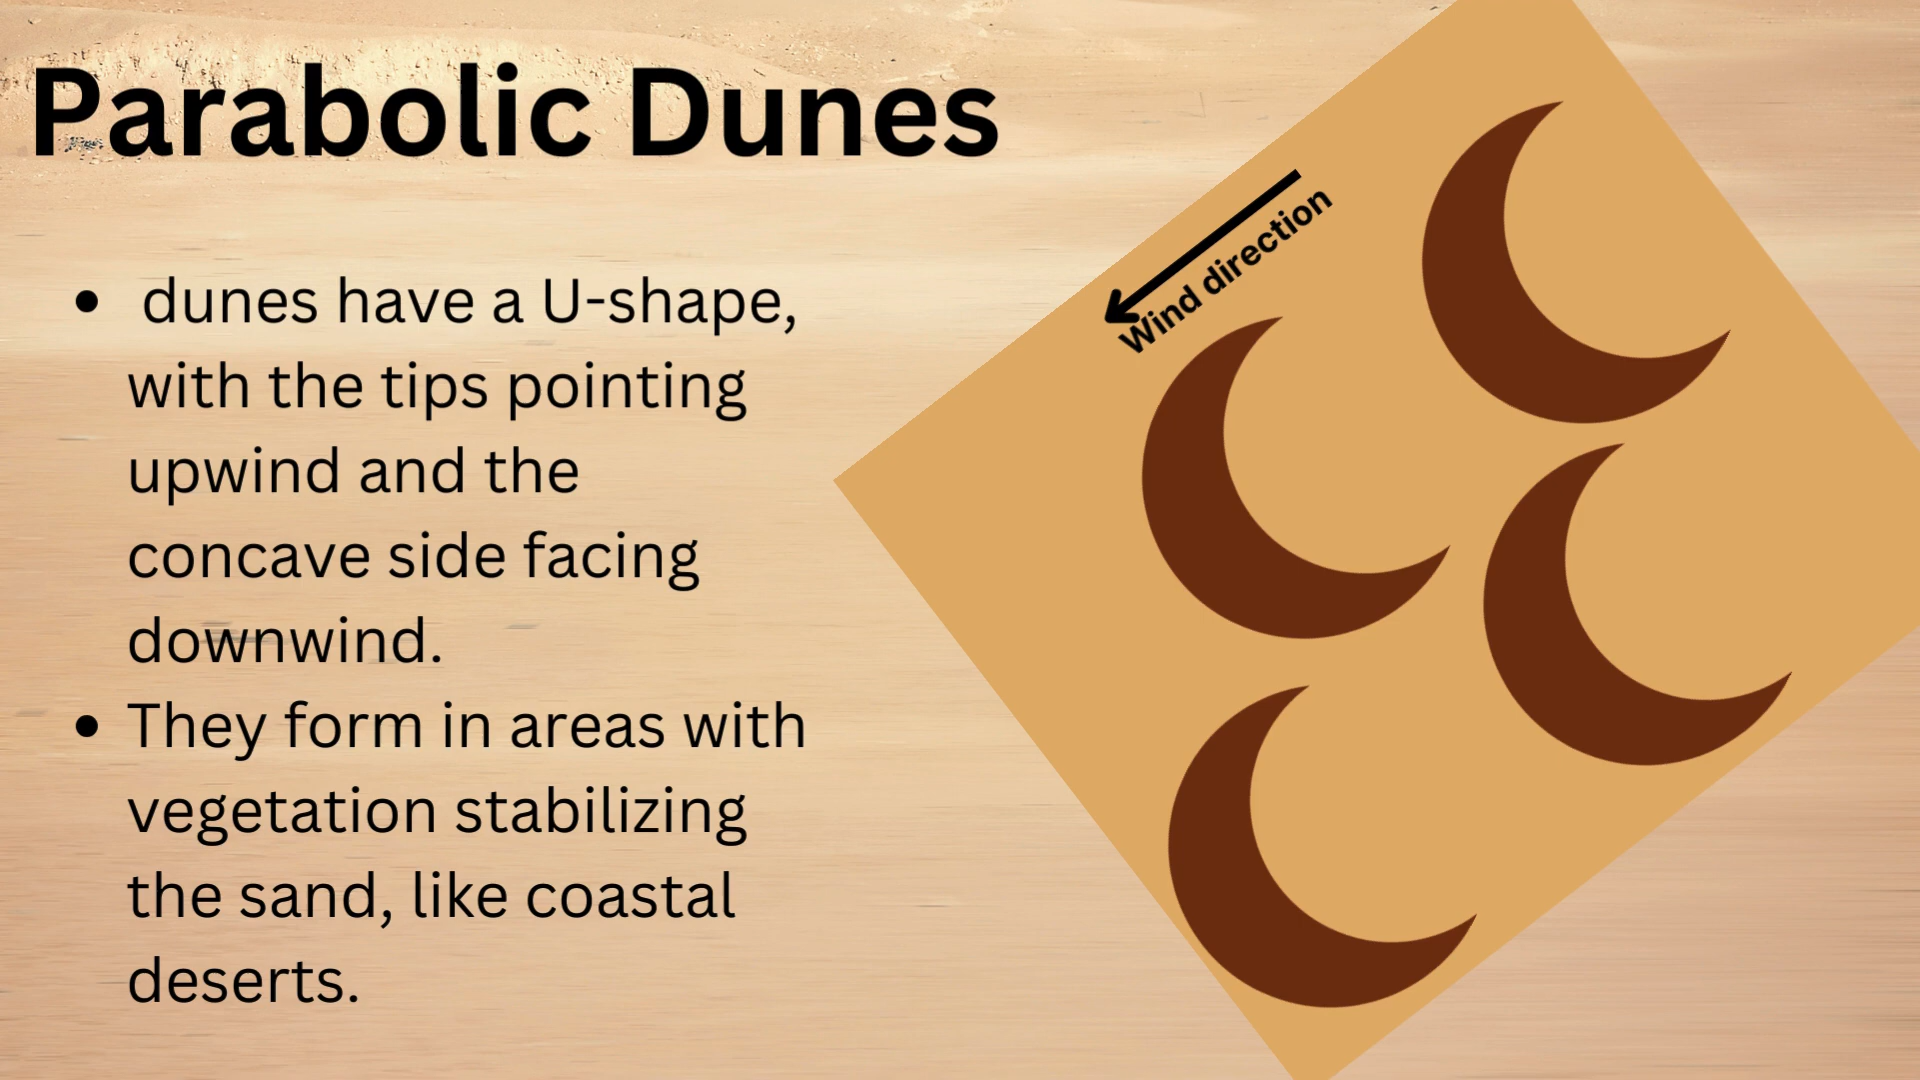 Parabolic Dunes
Wind direction
• dunes have a U-shape,
with the tips pointing
upwind and the
concave side facing
downwind.
• They form in areas with
vegetation stabilizing
the sand, like coastal
deserts.